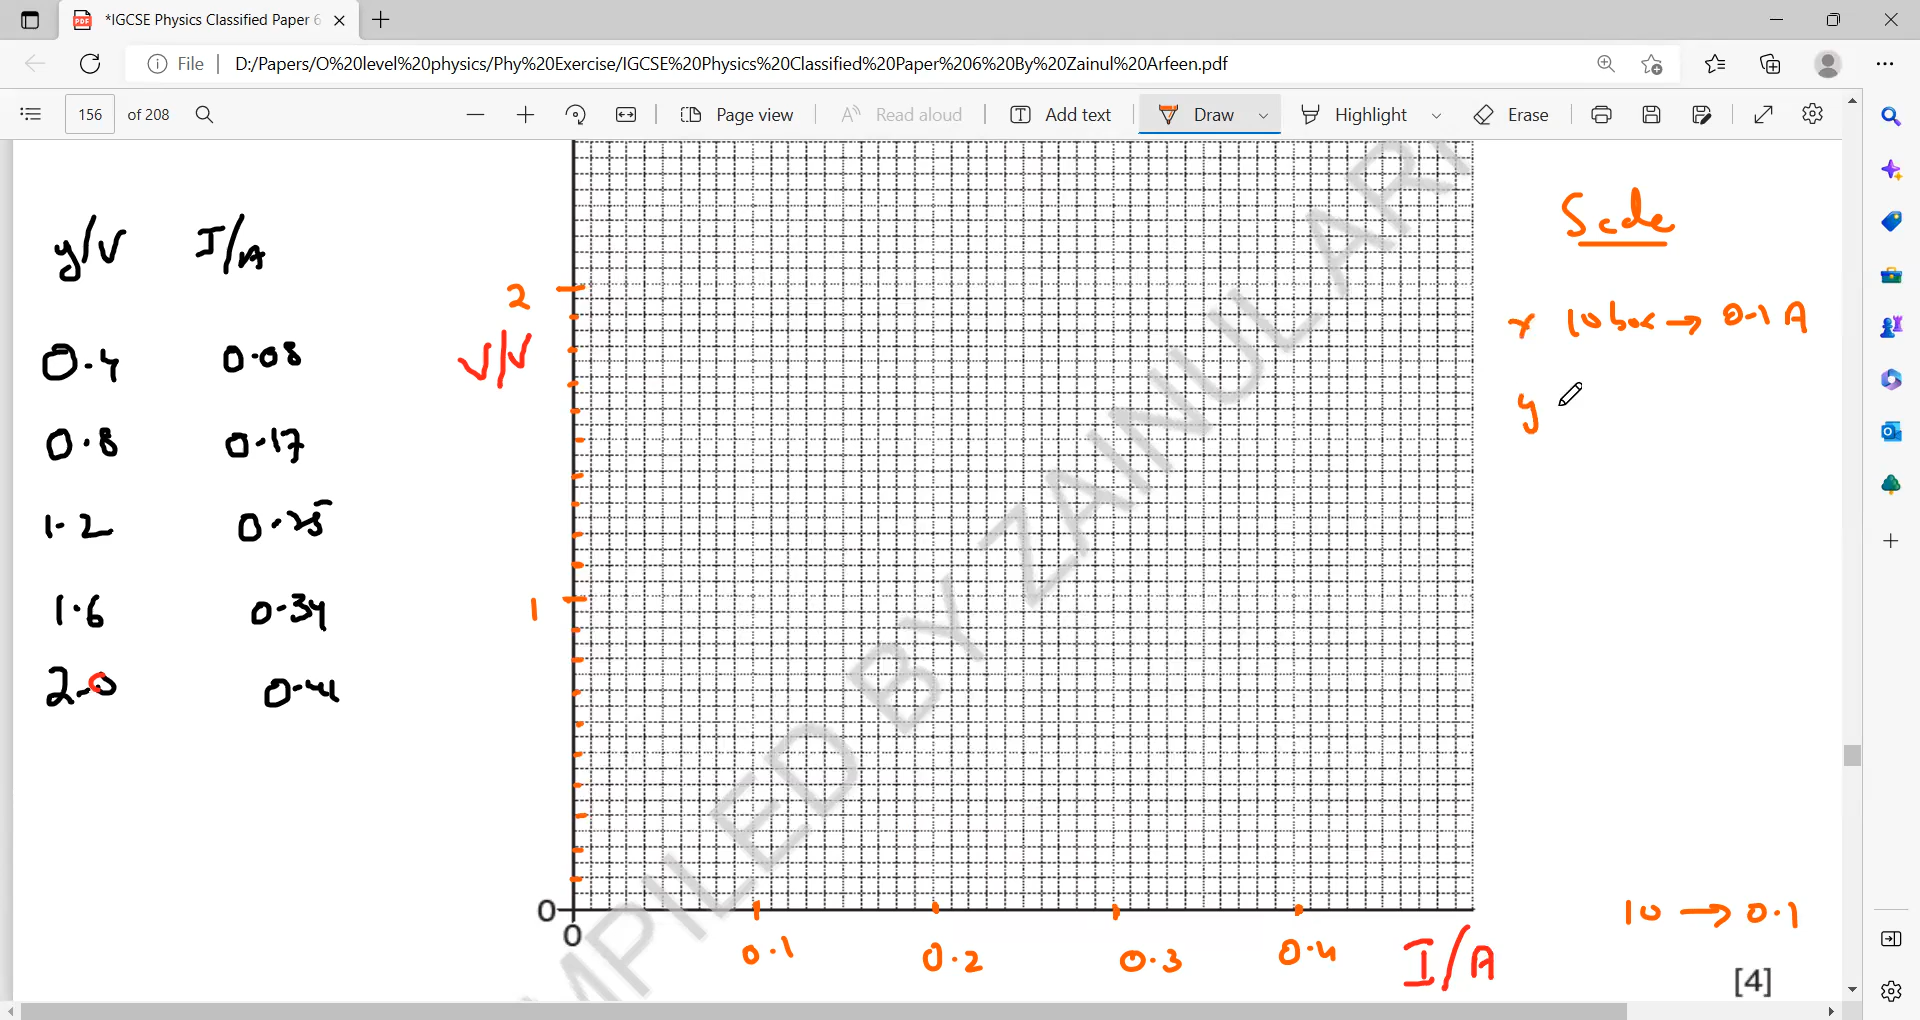 *IGCSE Physics Classified Paper 6
File
D:/Papers/O%20level%20physics/Phy%20Exercise/IGCSE%20Physics%20Classified%20Paper%206%20By%20Zainul%20Arfeen.pdf
156 of 208
Page view
Read aloud
Add text
Draw
Highlight
Erase
y/V I/A
0.4 0.08
0.8 0.17
1.2 0.25
1.6 0.34
2.0 0.41
2
V/V
1
0
0
0.1
0.2
0.3
0.4
I/A
MPILED BY ZAINUL AR
Scale
x 10 box → 0.1 A
y
10 → 0.1
[4]